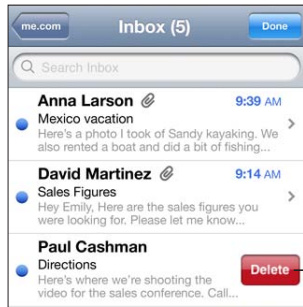 me.com Inbox (5) Done
Search Inbox
Anna Larson 9:39 AM
Mexico vacation
Here's a photo I took of Sandy kayaking. We
also rented a boat and did a bit of fishing...
David Martinez 9:14 AM
Sales Figures
Hey Emily, Here are the sales figures you
were looking for. Please let me know...
Paul Cashman
Directions
Delete
Here's where we're shooting the
video for the sales conference. Call...